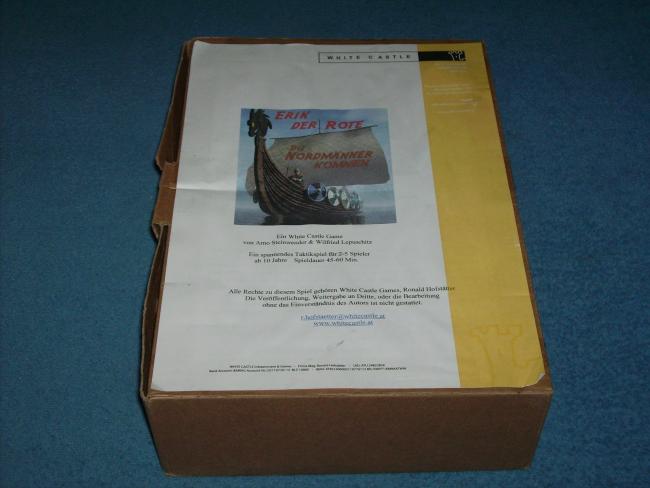 WHITE CASTLE
ERIK
DER ROTE
DIE
NORDMÄNNER
KOMMEN
Ein White Castle Game
von Arno Steinwender & Wilfried Lepuschitz
Ein spannendes Taktikspiel für 2-5 Spieler
ab 10 Jahre Spieldauer 45-60 Min.
Alle Rechte zu diesem Spiel gehören White Castle Games, Ronald Hofstätter
Die Veröffentlichung, Weitergabe an Dritte, oder die Bearbeitung
ohne das Einverständnis des Autors ist nicht gestattet.
r.hofstaetter@whitecastle.at
www.whitecastle.at